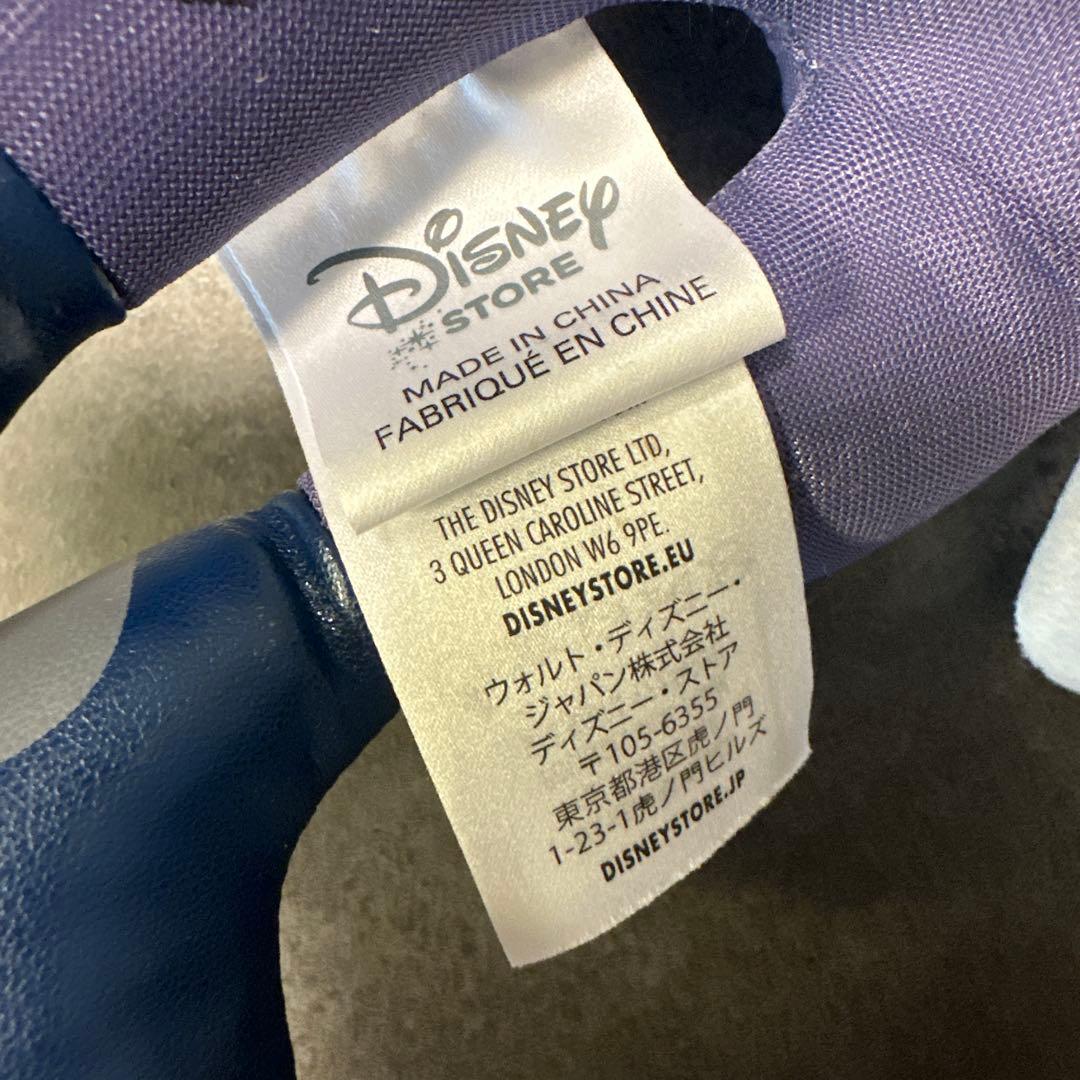 Disney
STORE
MADE IN CHINA
FABRIQUÉ EN CHINE
THE DISNEY STORE LTD,
3 QUEEN CAROLINE STREET,
LONDON W6 9PE.
DISNEYSTORE.EU
ウォルト・ディズニー・
ジャパン株式会社
ディズニー・ストア
〒105-6355
東京都港区虎ノ門
1-23-1虎ノ門ヒルズ
DISNEYSTORE.JP